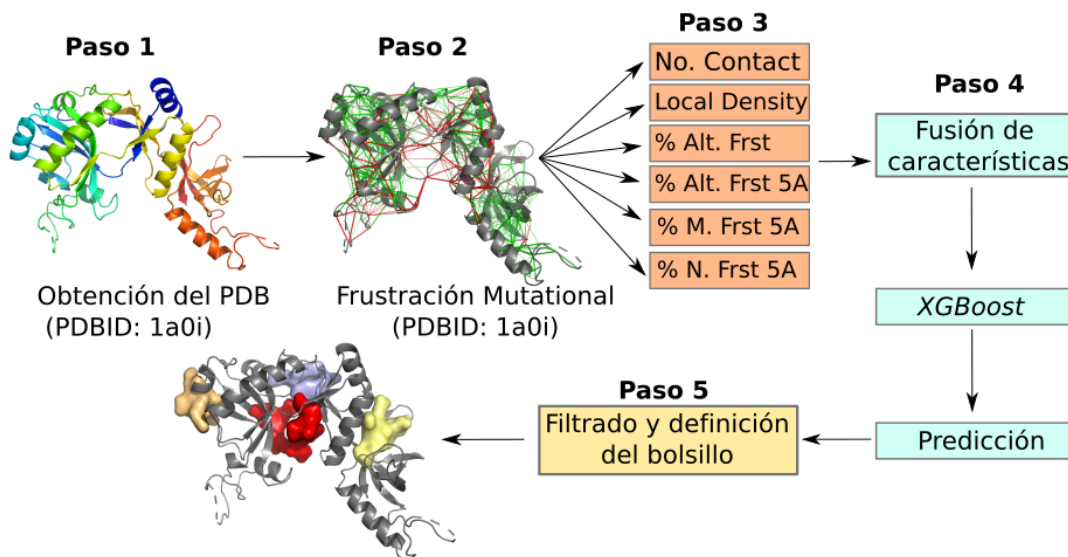 Paso 1
Obtención del PDB
(PDBID: 1a0i)
Paso 2
Frustración Mutational
(PDBID: 1a0i)
Paso 3
No. Contact
Local Density
% Alt. Frst
% Alt. Frst 5A
% M. Frst 5A
% N. Frst 5A
Paso 4
Fusión de
características
XGBoost
Predicción
Paso 5
Filtrado y definición
del bolsillo